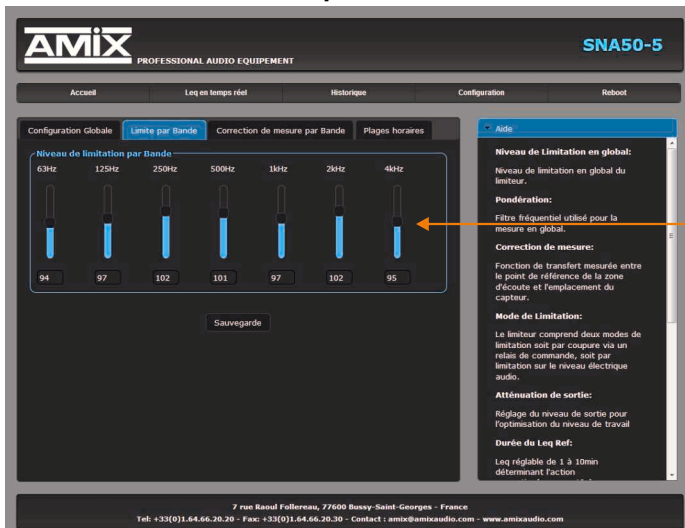 AMiX
PROFESSIONAL AUDIO EQUIPEMENT
SNA50-5
Accueil
Leq en temps réel
Historique
Configuration
Reboot
Configuration Globale
Limite par Bande
Correction de mesure par Bande
Plages horaires
Niveau de limitation par Bande
63Hz 125Hz 250Hz 500Hz 1kHz 2kHz 4kHz
94 97 102 101 97 102 95
Sauvegarde
Aide
Niveau de Limitation en global:
Niveau de limitation en global du
limiteur.
Pondération:
Filtre fréquentiel utilisé pour la
mesure en global.
Correction de mesure:
Fonction de transfert mesurée entre
le point de référence de la zone
d'écoute et l'emplacement du
capteur.
Mode de Limitation:
Le limiteur comprend deux modes de
limitation soit par coupure via un
relais de commande, soit par
limitation sur le niveau électrique
audio.
Atténuation de sortie:
Réglage du niveau de sortie pour
l'optimisation du niveau de travail
Durée du Leq Ref:
Leq réglable de 1 à 10min
déterminant l'action
7 rue Raoul Follereau, 77600 Bussy-Saint-Georges - France
Tel: +33(0)1.64.66.20.20 - Fax: +33(0)1.64.66.20.30 - Contact : amix@amixaudio.com - www.amixaudio.com